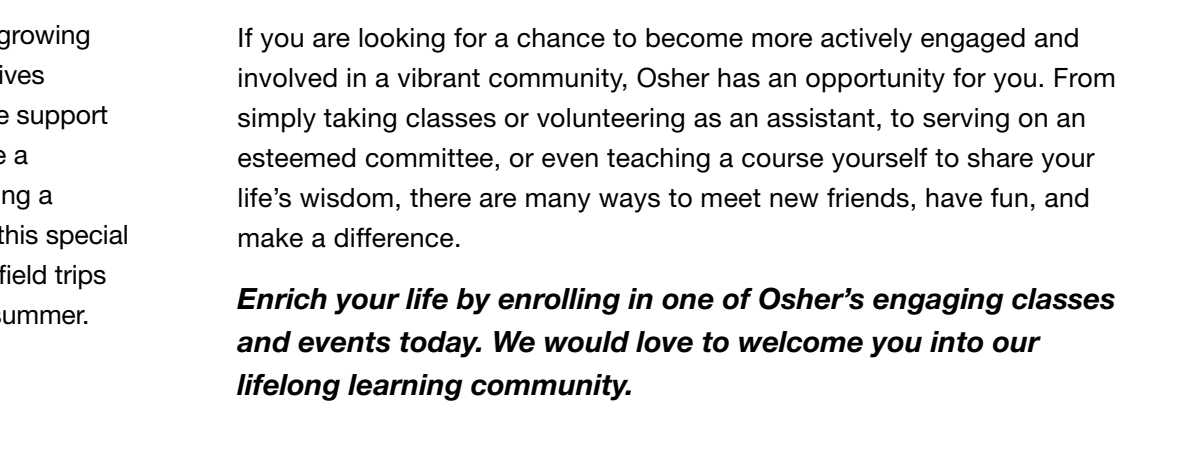 growing
ives
e support
e a
ng a
this special
field trips
summer.
If you are looking for a chance to become more actively engaged and
involved in a vibrant community, Osher has an opportunity for you. From
simply taking classes or volunteering as an assistant, to serving on an
esteemed committee, or even teaching a course yourself to share your
life’s wisdom, there are many ways to meet new friends, have fun, and
make a difference.
Enrich your life by enrolling in one of Osher’s engaging classes
and events today. We would love to welcome you into our
lifelong learning community.